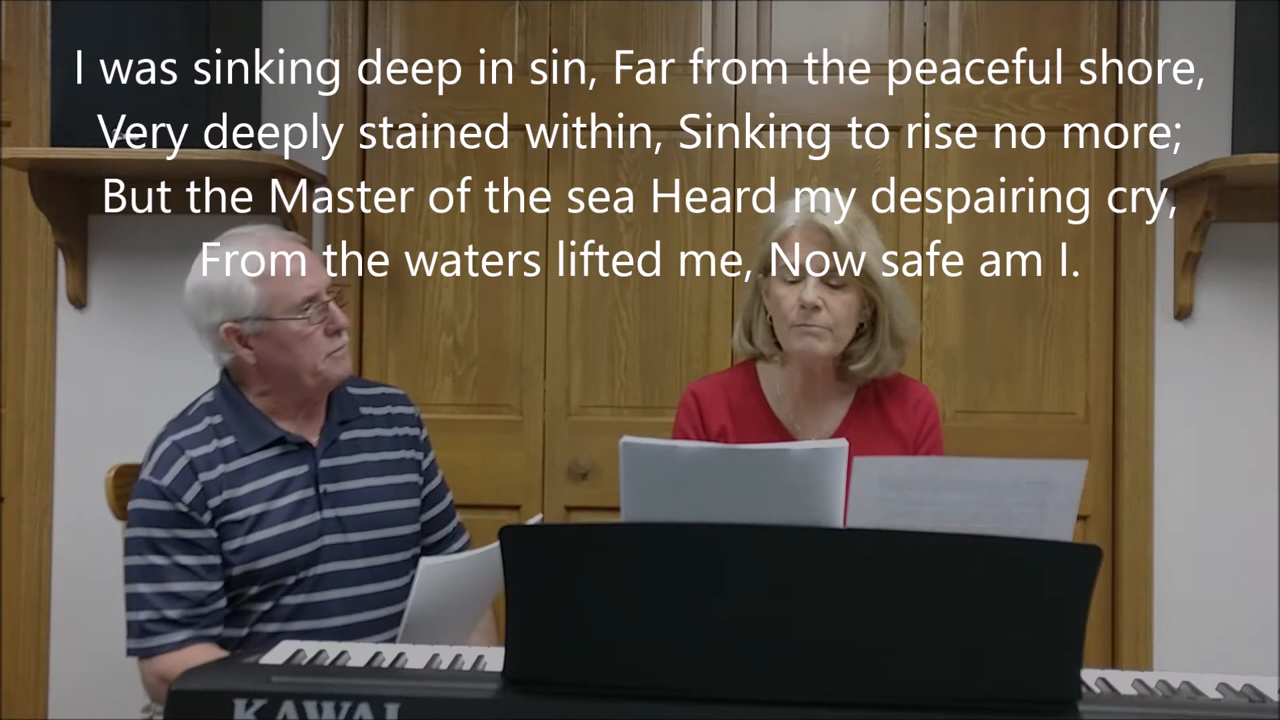 I was sinking deep in sin, Far from the peaceful shore,
Very deeply stained within, Sinking to rise no more;
But the Master of the sea Heard my despairing cry,
From the waters lifted me, Now safe am I.
KAWAI